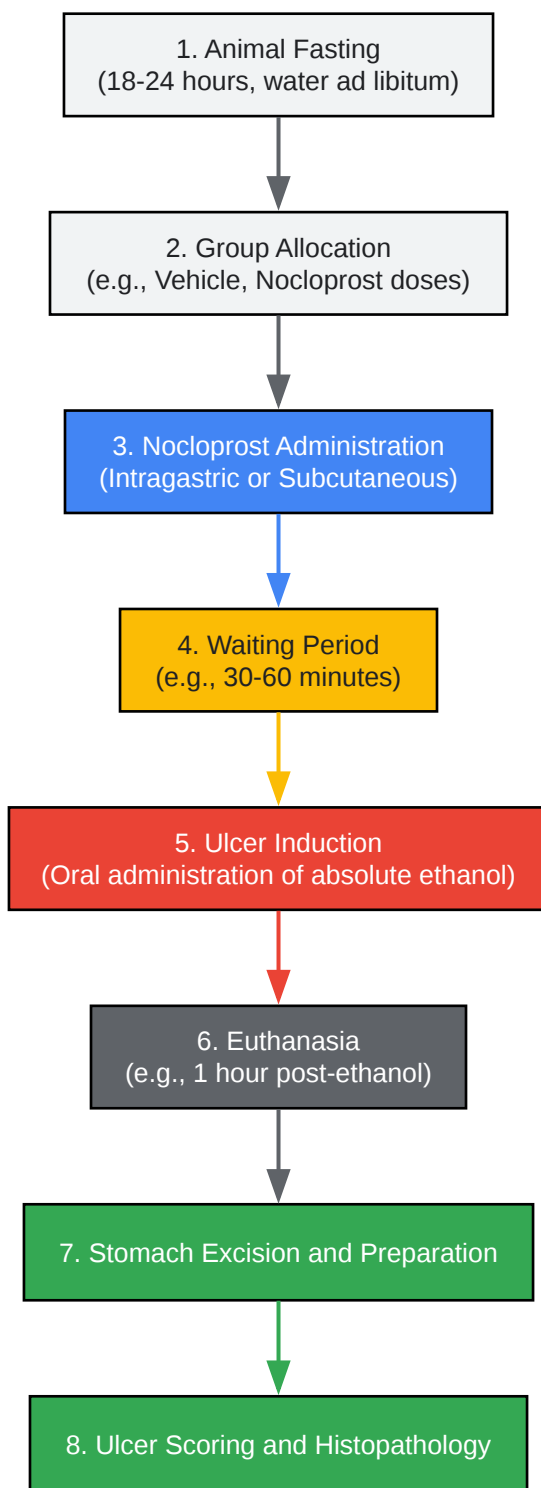 1. Animal Fasting
(18-24 hours, water ad libitum)
2. Group Allocation
(e.g., Vehicle, Nocloprost doses)
3. Nocloprost Administration
(Intragastric or Subcutaneous)
4. Waiting Period
(e.g., 30-60 minutes)
5. Ulcer Induction
(Oral administration of absolute ethanol)
6. Euthanasia
(e.g., 1 hour post-ethanol)
7. Stomach Excision and Preparation
8. Ulcer Scoring and Histopathology